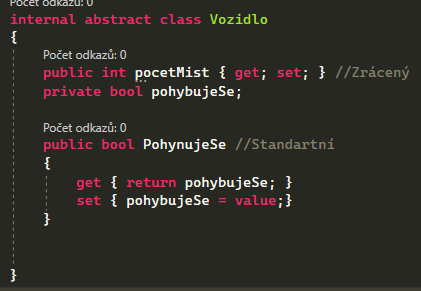 Počet odkazů: 0
internal abstract class Vozidlo
{
Počet odkazů: 0
public int pocetMist { get; set; } //Zrácený
private bool pohybujeSe;
Počet odkazů: 0
public bool PohynujeSe //Standartní
{
get { return pohybujeSe; }
set { pohybujeSe = value;}
}
}